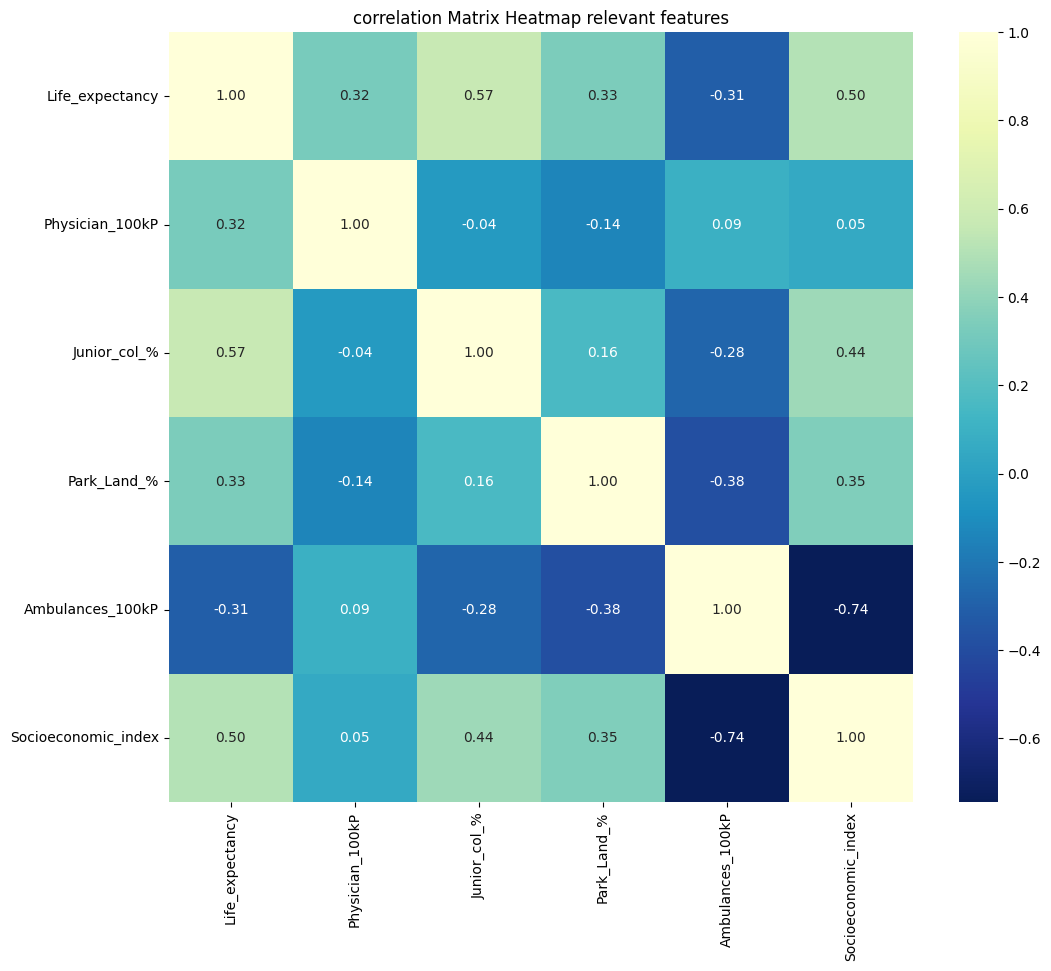 correlation Matrix Heatmap relevant features
Life_expectancy 1.00 0.32 0.57 0.33 -0.31 0.50
Physician_100kP 0.32 1.00 -0.04 -0.14 0.09 0.05
Junior_col_% 0.57 -0.04 1.00 0.16 -0.28 0.44
Park_Land_% 0.33 -0.14 0.16 1.00 -0.38 0.35
Ambulances_100kP -0.31 0.09 -0.28 -0.38 1.00 -0.74
Socioeconomic_index 0.50 0.05 0.44 0.35 -0.74 1.00
Life_expectancy
Physician_100kP
Junior_col_%
Park_Land_%
Ambulances_100kP
Socioeconomic_index
1.0
0.8
0.6
0.4
0.2
0.0
−0.2
−0.4
−0.6